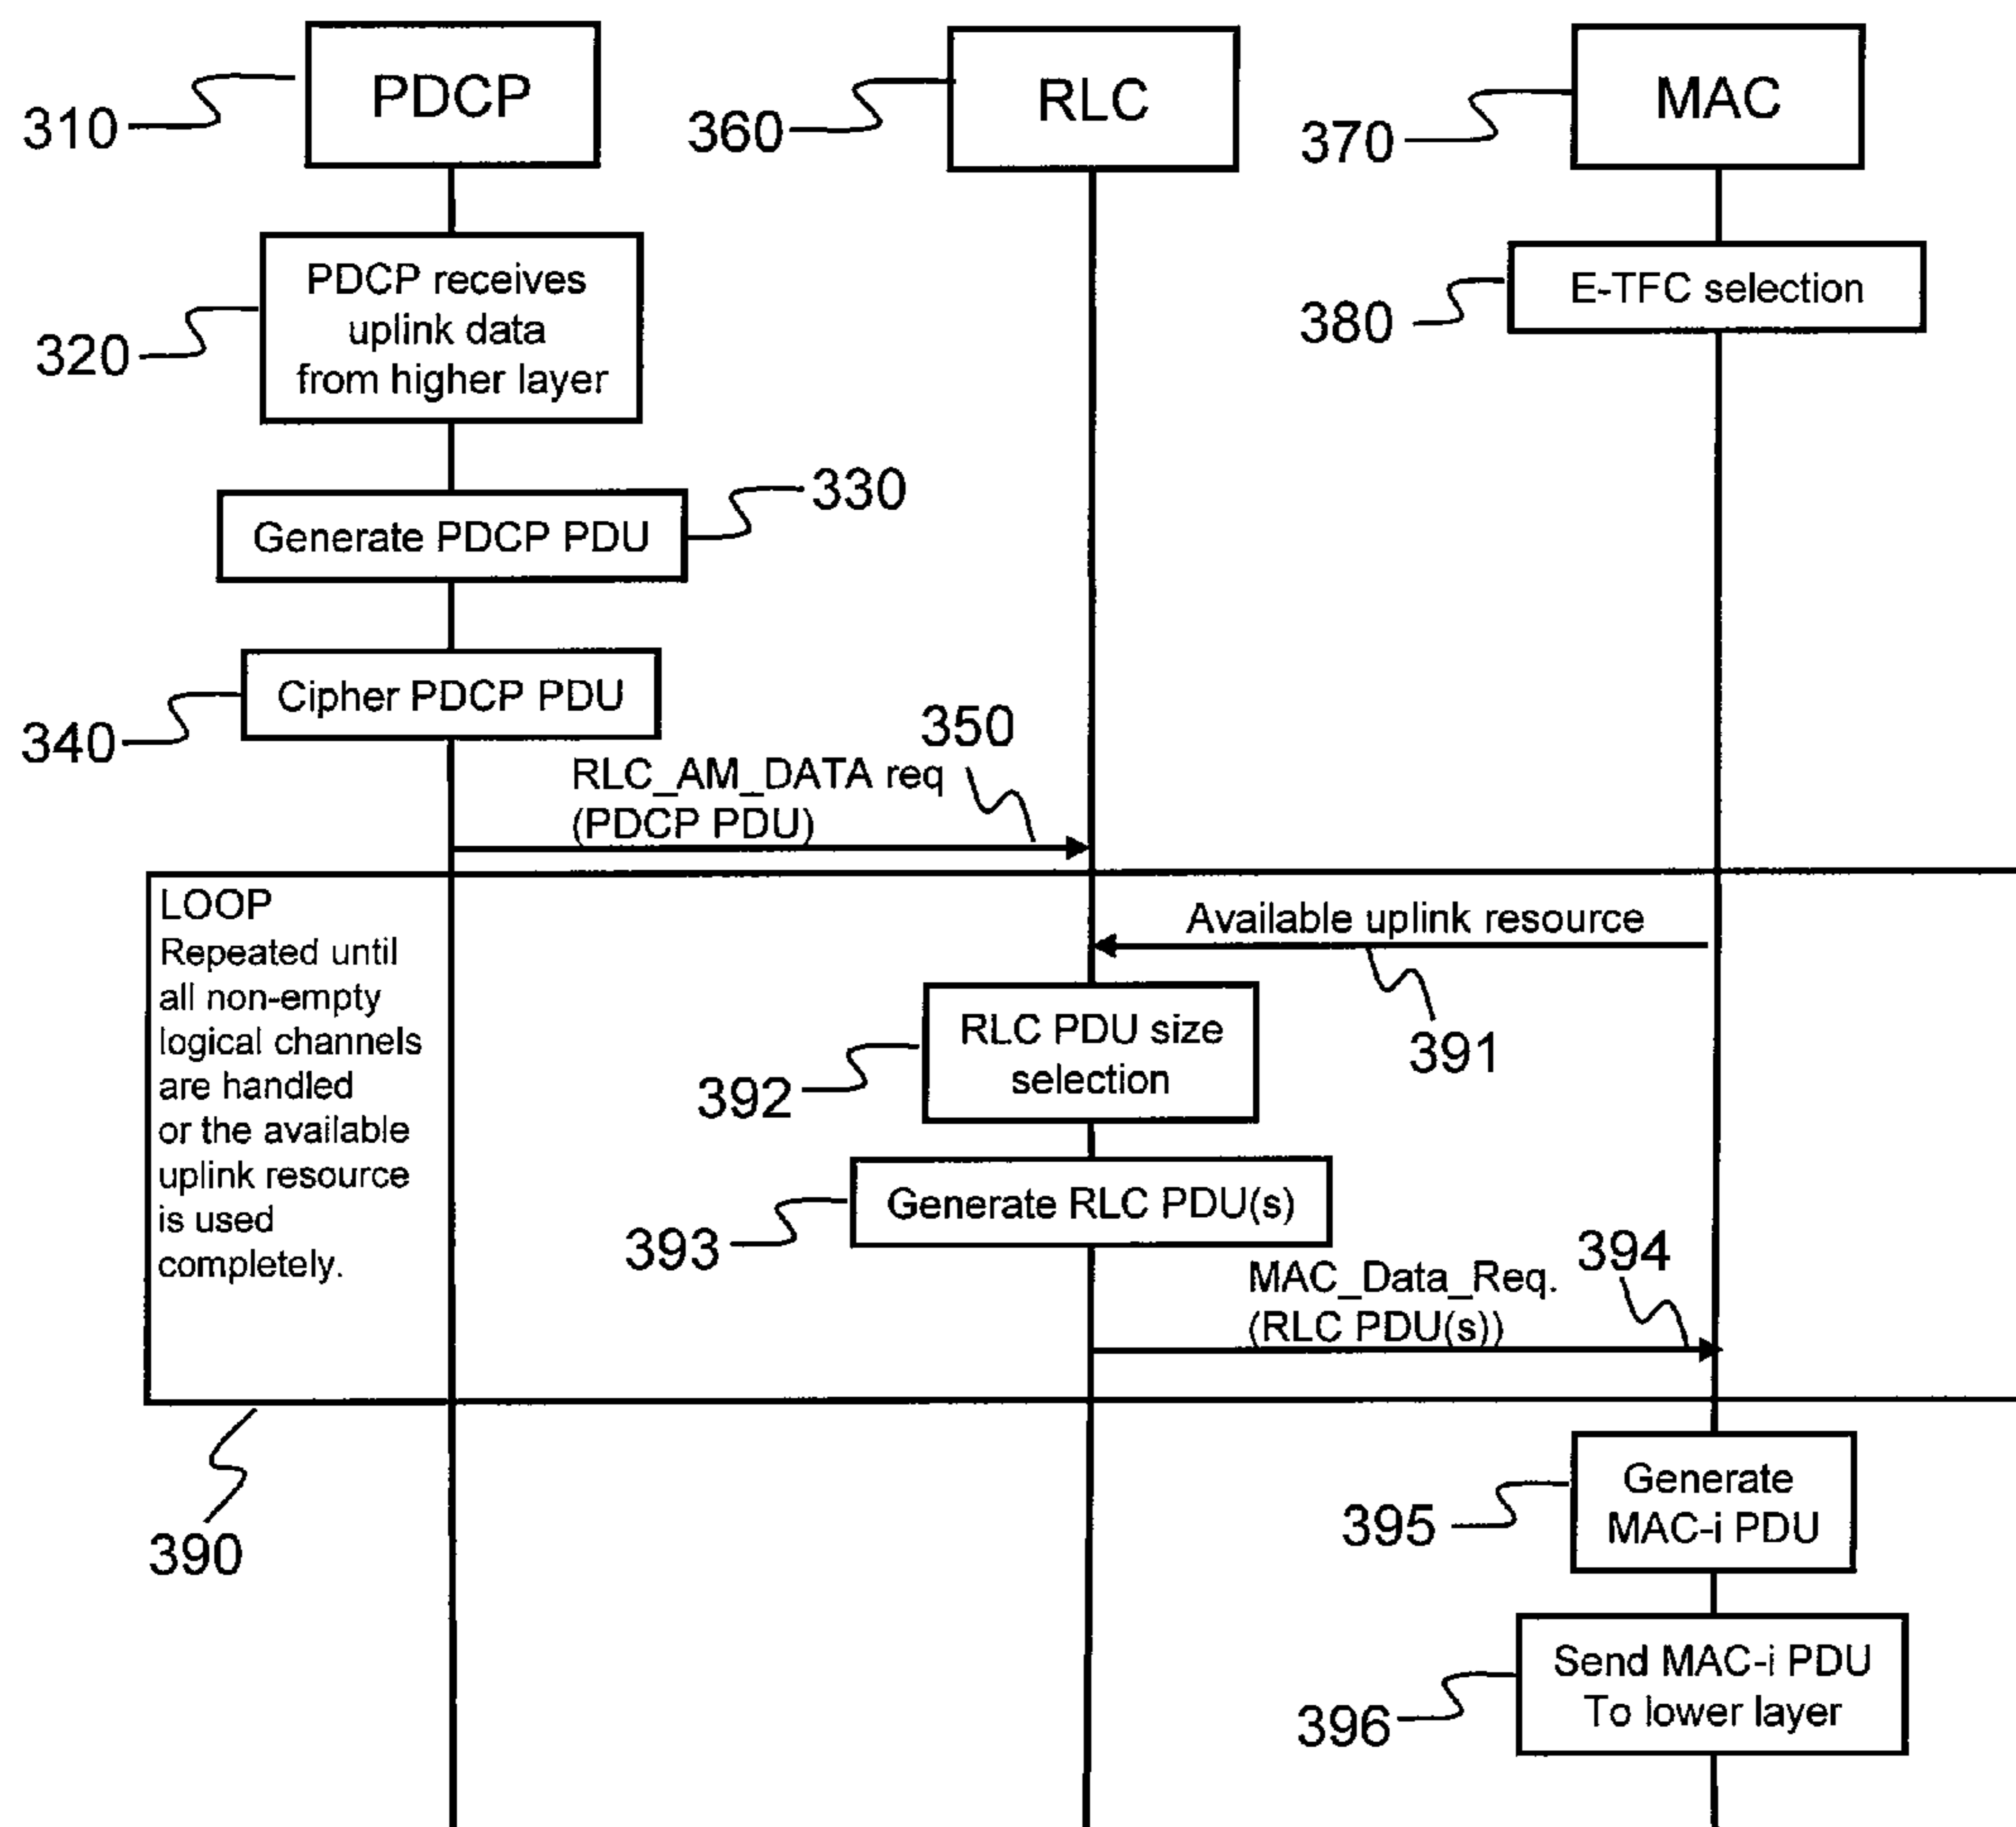 PDCP
310
RLC
360
MAC
370
PDCP receives
uplink data
from higher layer
320
E-TFC selection
380
Generate PDCP PDU
330
Cipher PDCP PDU
340
350
RLC_AM_DATA req
(PDCP PDU)
LOOP
Repeated until
all non-empty
logical channels
are handled
or the available
uplink resource
is used
completely.
Available uplink resource
391
RLC PDU size
selection
392
Generate RLC PDU(s)
393
MAC_Data_Req.
(RLC PDU(s))
394
390
Generate
MAC-i PDU
395
Send MAC-i PDU
To lower layer
396